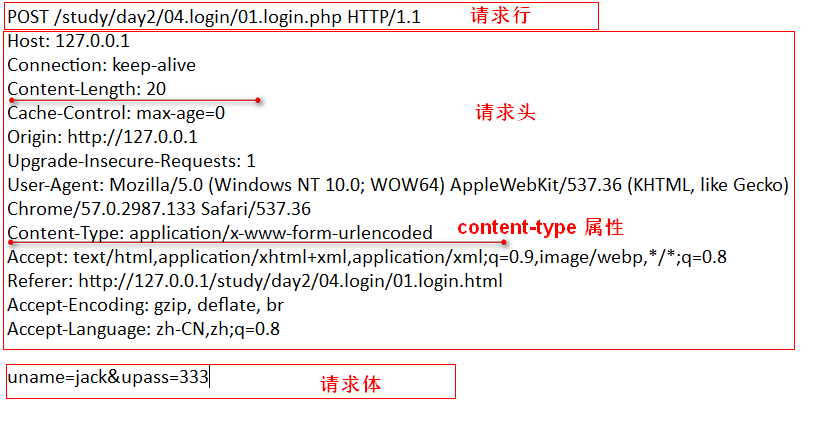 POST /study/day2/04.login/01.login.php HTTP/1.1 请求行
Host: 127.0.0.1
Connection: keep-alive
Content-Length: 20
Cache-Control: max-age=0 请求头
Origin: http://127.0.0.1
Upgrade-Insecure-Requests: 1
User-Agent: Mozilla/5.0 (Windows NT 10.0; WOW64) AppleWebKit/537.36 (KHTML, like Gecko)
Chrome/57.0.2987.133 Safari/537.36
Content-Type: application/x-www-form-urlencoded content-type 属性
Accept: text/html,application/xhtml+xml,application/xml;q=0.9,image/webp,*/*;q=0.8
Referer: http://127.0.0.1/study/day2/04.login/01.login.html
Accept-Encoding: gzip, deflate, br
Accept-Language: zh-CN,zh;q=0.8
uname=jack&upass=333 请求体